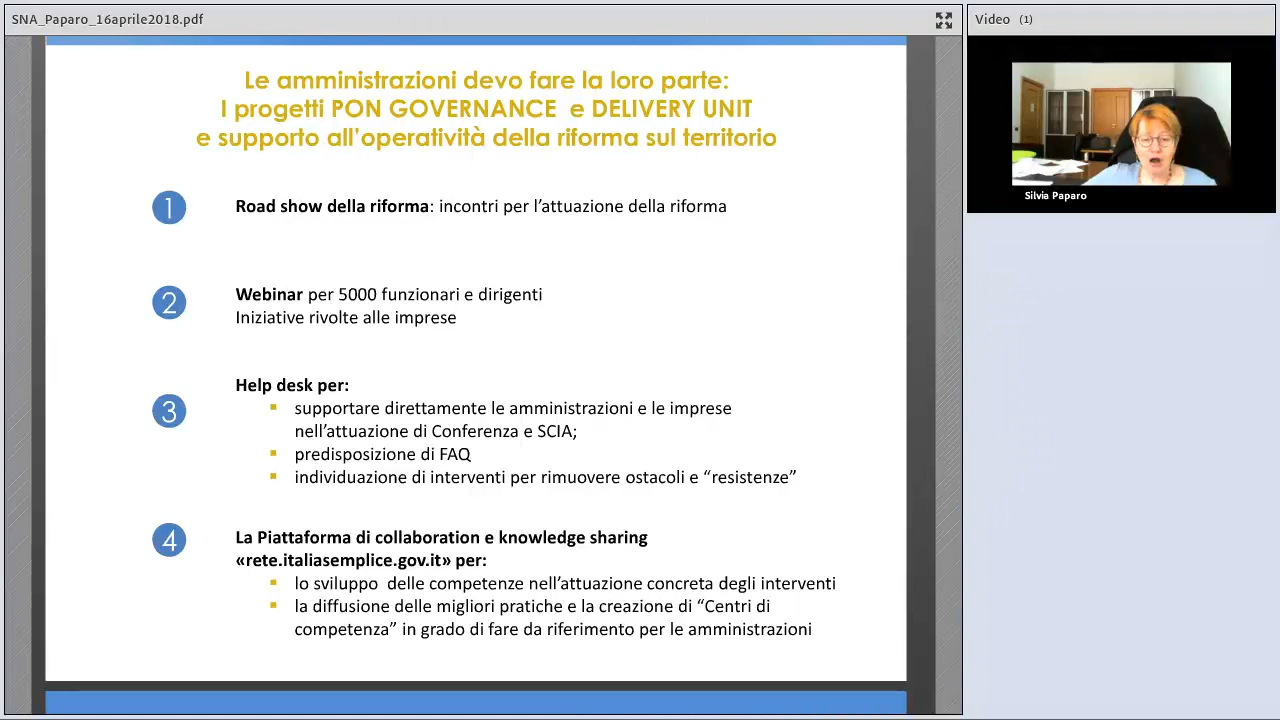 SNA_Paparo_16aprile2018.pdf
Video (1)
Le amministrazioni devo fare la loro parte:
I progetti PON GOVERNANCE e DELIVERY UNIT
e supporto all’operatività della riforma sul territorio
1
Road show della riforma: incontri per l’attuazione della riforma
2
Webinar per 5000 funzionari e dirigenti
Iniziative rivolte alle imprese
3
Help desk per:
▪ supportare direttamente le amministrazioni e le imprese
nell’attuazione di Conferenza e SCIA;
▪ predisposizione di FAQ
▪ individuazione di interventi per rimuovere ostacoli e “resistenze”
4
La Piattaforma di collaboration e knowledge sharing
«rete.italiasemplice.gov.it» per:
▪ lo sviluppo delle competenze nell’attuazione concreta degli interventi
▪ la diffusione delle migliori pratiche e la creazione di “Centri di
competenza” in grado di fare da riferimento per le amministrazioni
Silvia Paparo